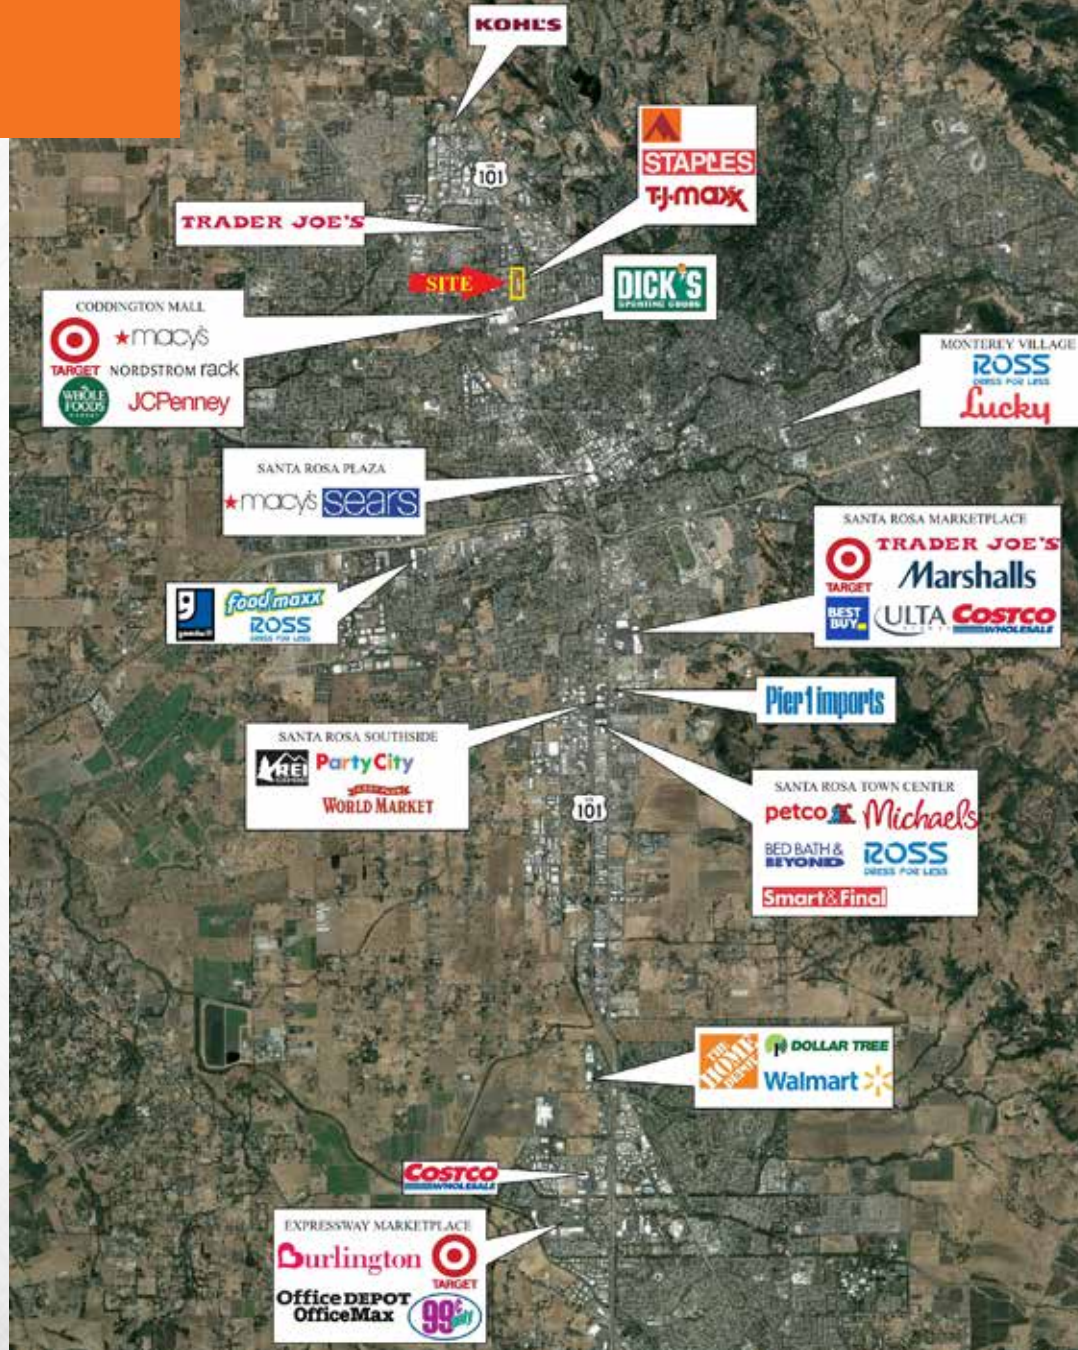 KOHL'S
101
STAPLES
T·J·maxx
TRADER JOE'S
SITE
DICK'S
SPORTING GOODS
CODDINGTON MALL
macy's
TARGET
NORDSTROM rack
WHOLE
FOODS
MARKET
JCPenney
MONTEREY VILLAGE
ROSS
DRESS FOR LESS
Lucky
SANTA ROSA PLAZA
macy's sears
SANTA ROSA MARKETPLACE
TARGET
TRADER JOE'S
Marshalls
BEST
BUY
ULTA
COSTCO
WHOLESALE
g
goodwill
foodmaxx
ROSS
DRESS FOR LESS
Pier 1 imports
SANTA ROSA SOUTHSIDE
REI
Party City
WORLD MARKET
101
SANTA ROSA TOWN CENTER
petco
Michaels
BED BATH &
BEYOND
ROSS
DRESS FOR LESS
Smart&Final
THE
HOME
DEPOT
DOLLAR TREE
Walmart
COSTCO
WHOLESALE
EXPRESSWAY MARKETPLACE
Burlington
TARGET
Office DEPOT
OfficeMax
99¢
only